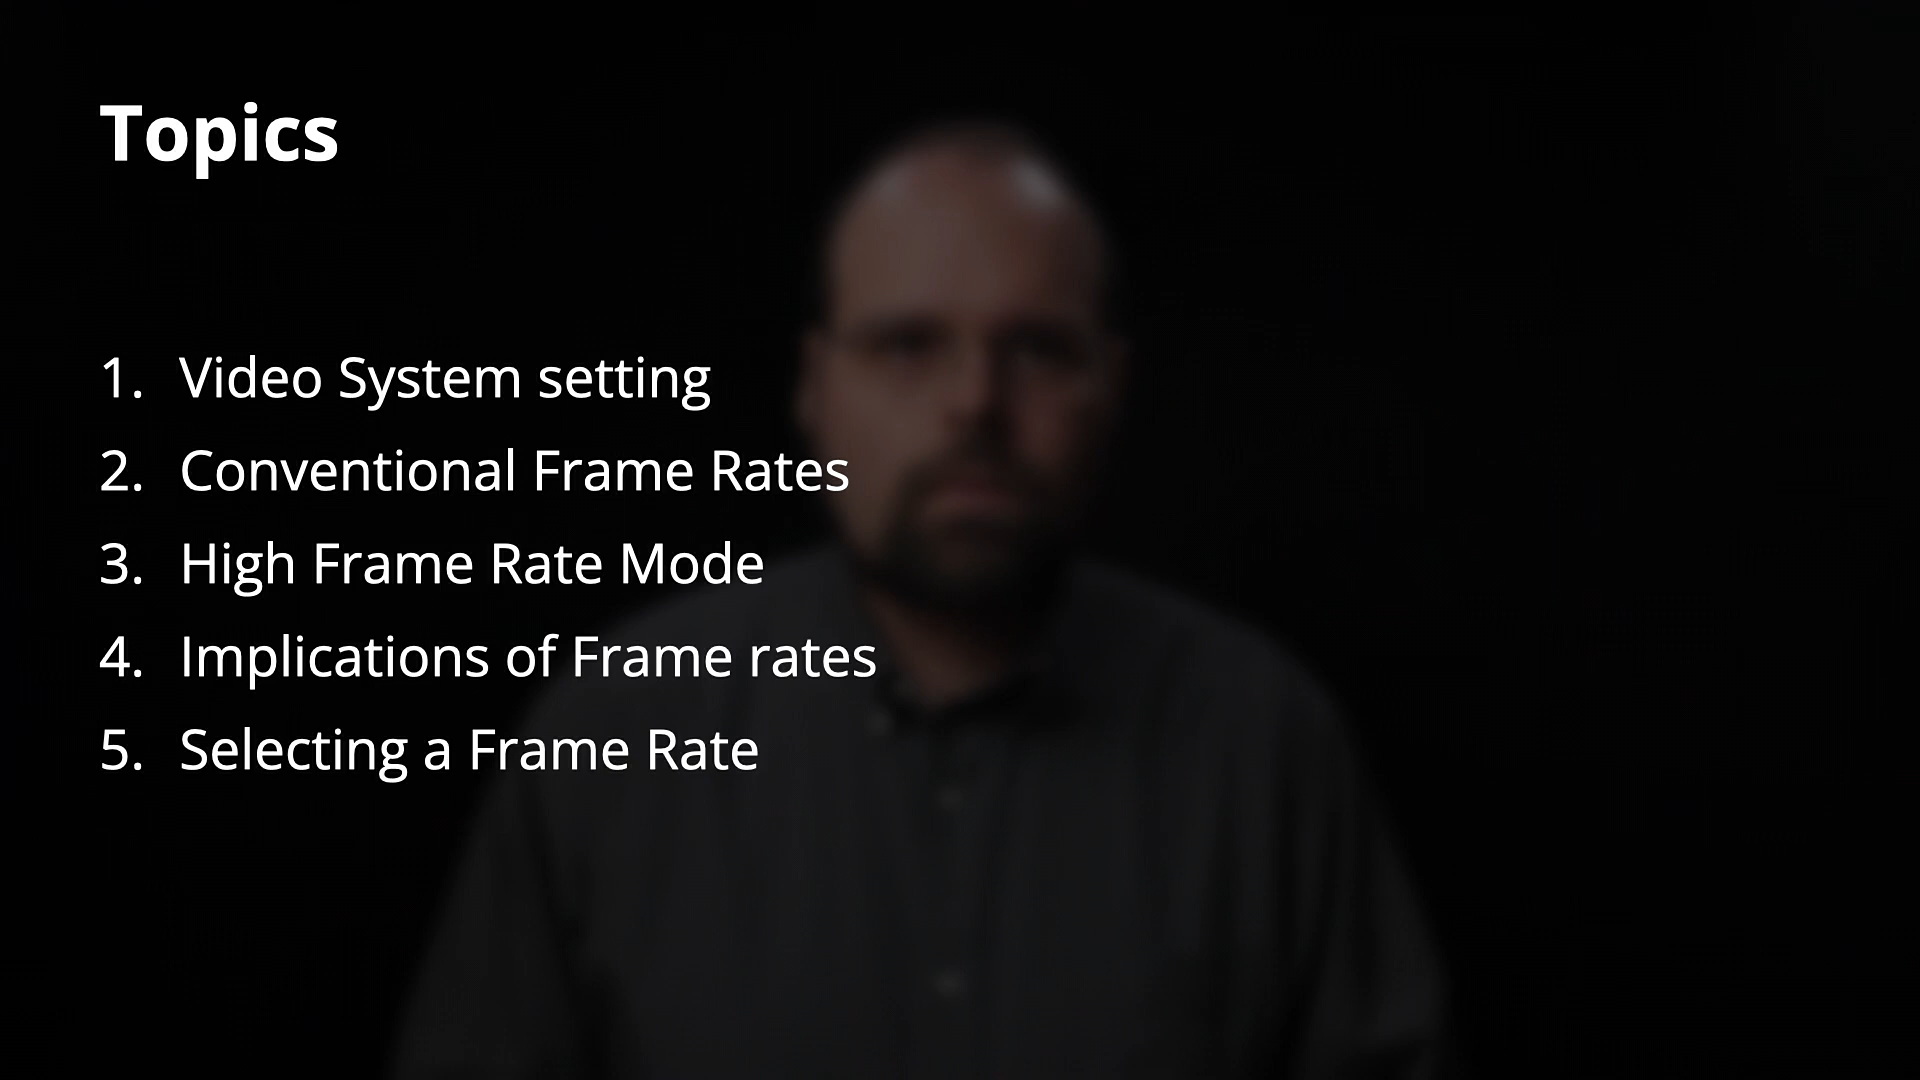 Topics
1. Video System setting
2. Conventional Frame Rates
3. High Frame Rate Mode
4. Implications of Frame rates
5. Selecting a Frame Rate